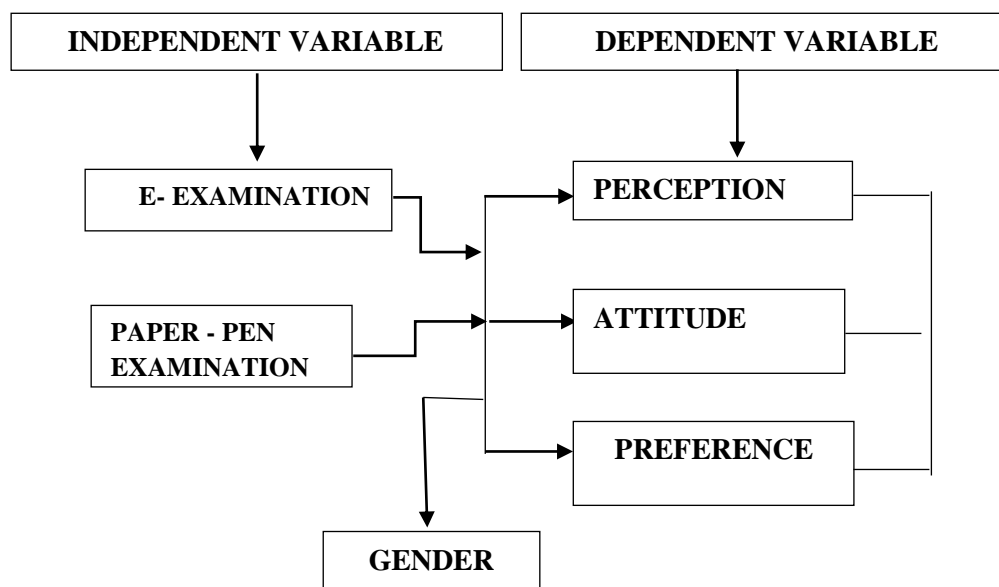 INDEPENDENT VARIABLE
DEPENDENT VARIABLE
E- EXAMINATION
PERCEPTION
PAPER - PEN
EXAMINATION
ATTITUDE
PREFERENCE
GENDER